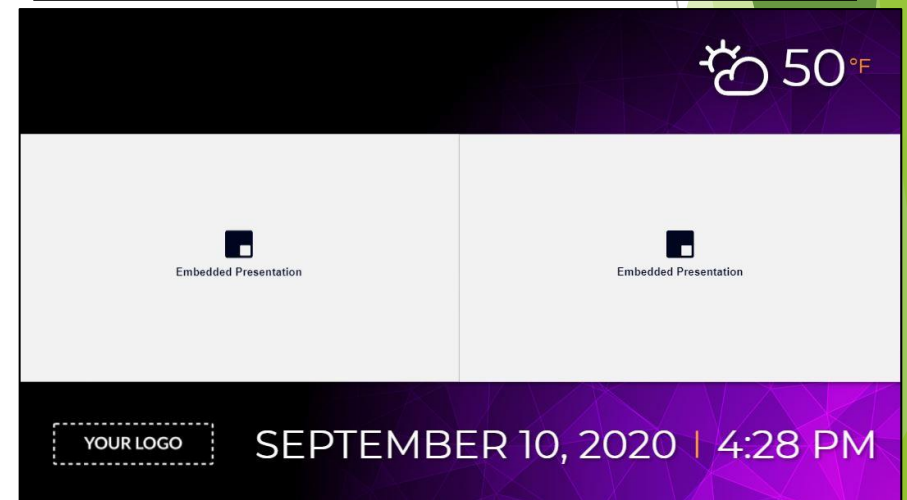 50°F
Embedded Presentation
Embedded Presentation
YOUR LOGO
SEPTEMBER 10, 2020 | 4:28 PM